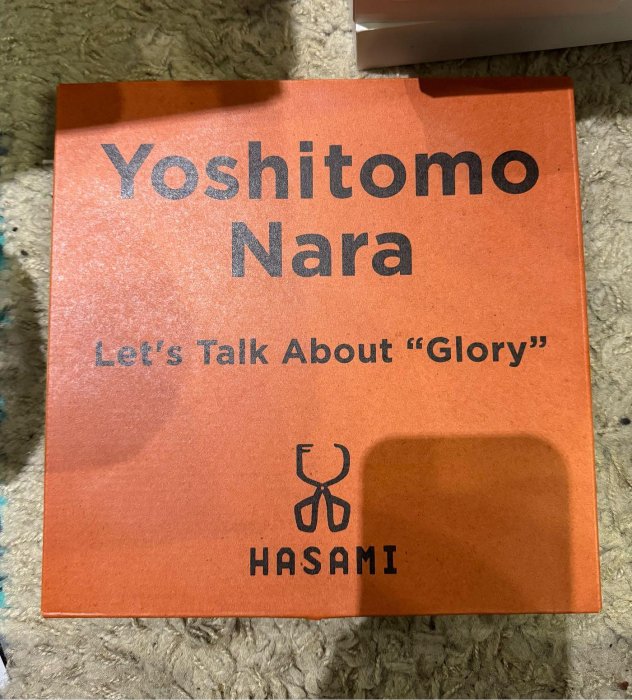 Yoshitomo
Nara
Let's Talk About “Glory”
HASAMI